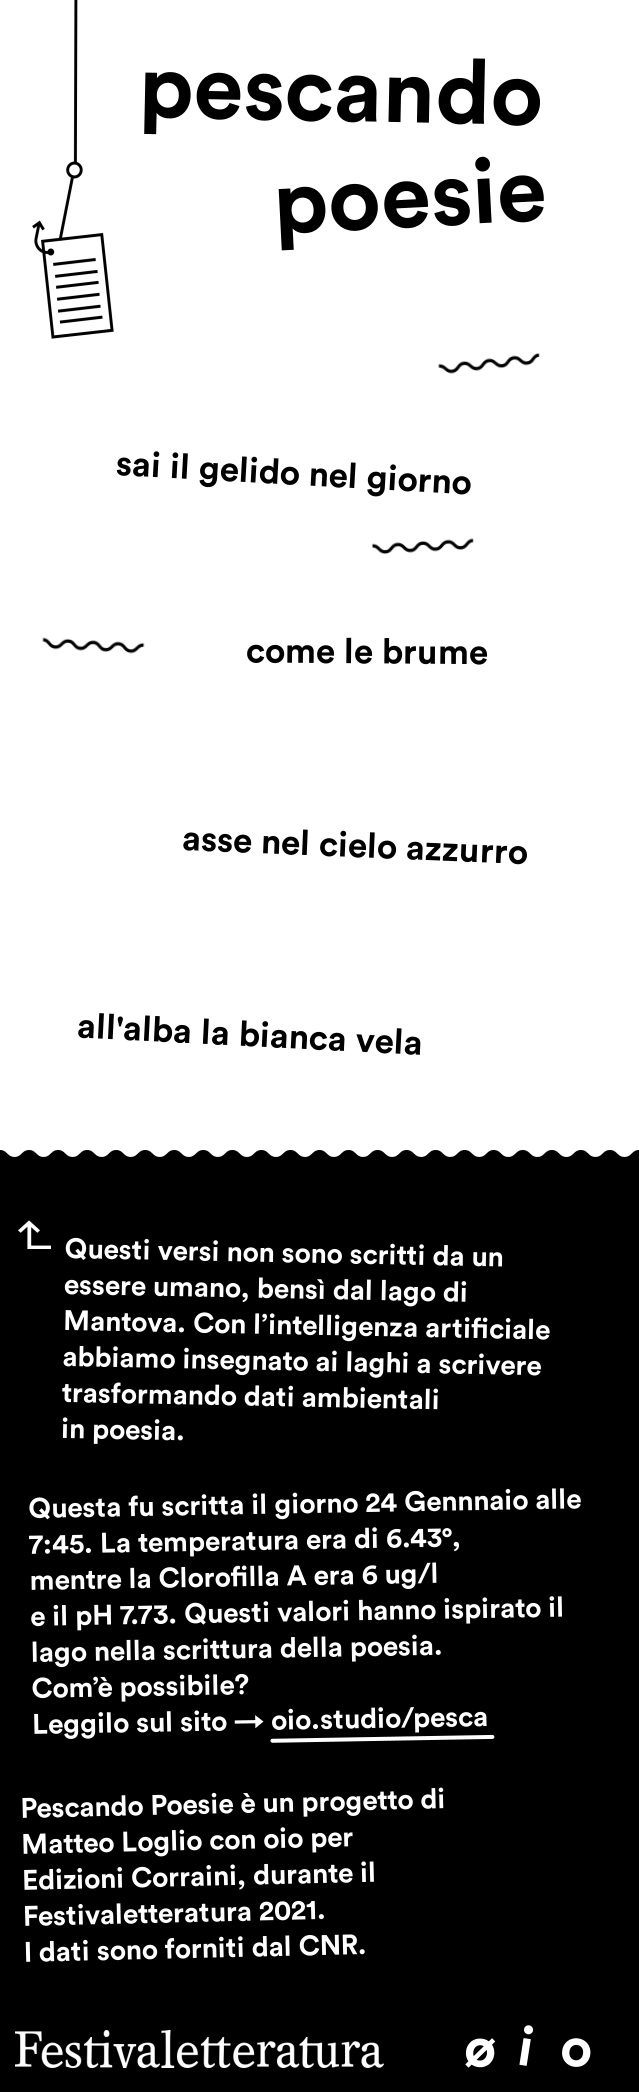 pescando
poesie
sai il gelido nel giorno
come le brume
asse nel cielo azzurro
all'alba la bianca vela
Questi versi non sono scritti da un
essere umano, bensì dal lago di
Mantova. Con l’intelligenza artificiale
abbiamo insegnato ai laghi a scrivere
trasformando dati ambientali
in poesia.
Questa fu scritta il giorno 24 Gennnaio alle
7:45. La temperatura era di 6.43°,
mentre la Clorofilla A era 6 ug/l
e il pH 7.73. Questi valori hanno ispirato il
lago nella scrittura della poesia.
Com’è possibile?
Leggilo sul sito → oio.studio/pesca
Pescando Poesie è un progetto di
Matteo Loglio con oio per
Edizioni Corraini, durante il
Festivaletteratura 2021.
I dati sono forniti dal CNR.
Festivaletteratura ø i o